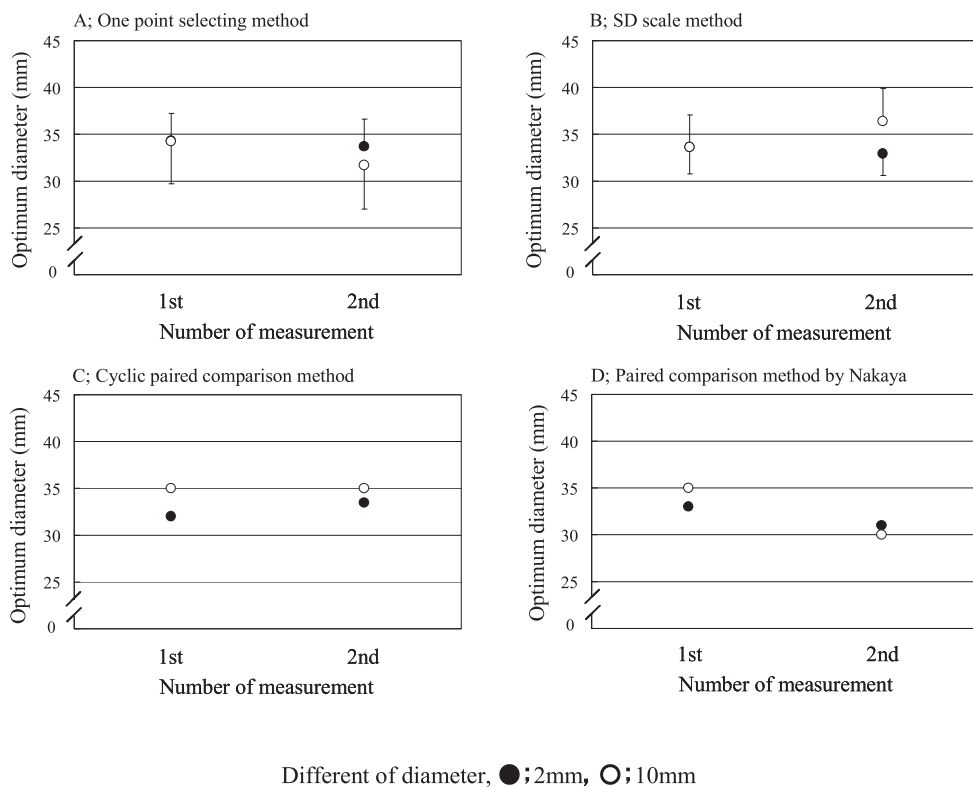 A; One point selecting method
Optimum diameter (mm)
45
40
35
30
25
0
1st 2nd
Number of measurement
B; SD scale method
Optimum diameter (mm)
45
40
35
30
25
0
1st 2nd
Number of measurement
C; Cyclic paired comparison method
Optimum diameter (mm)
45
40
35
30
25
0
1st 2nd
Number of measurement
D; Paired comparison method by Nakaya
Optimum diameter (mm)
45
40
35
30
25
0
1st 2nd
Number of measurement
Different of diameter, ●;2mm, ○;10mm